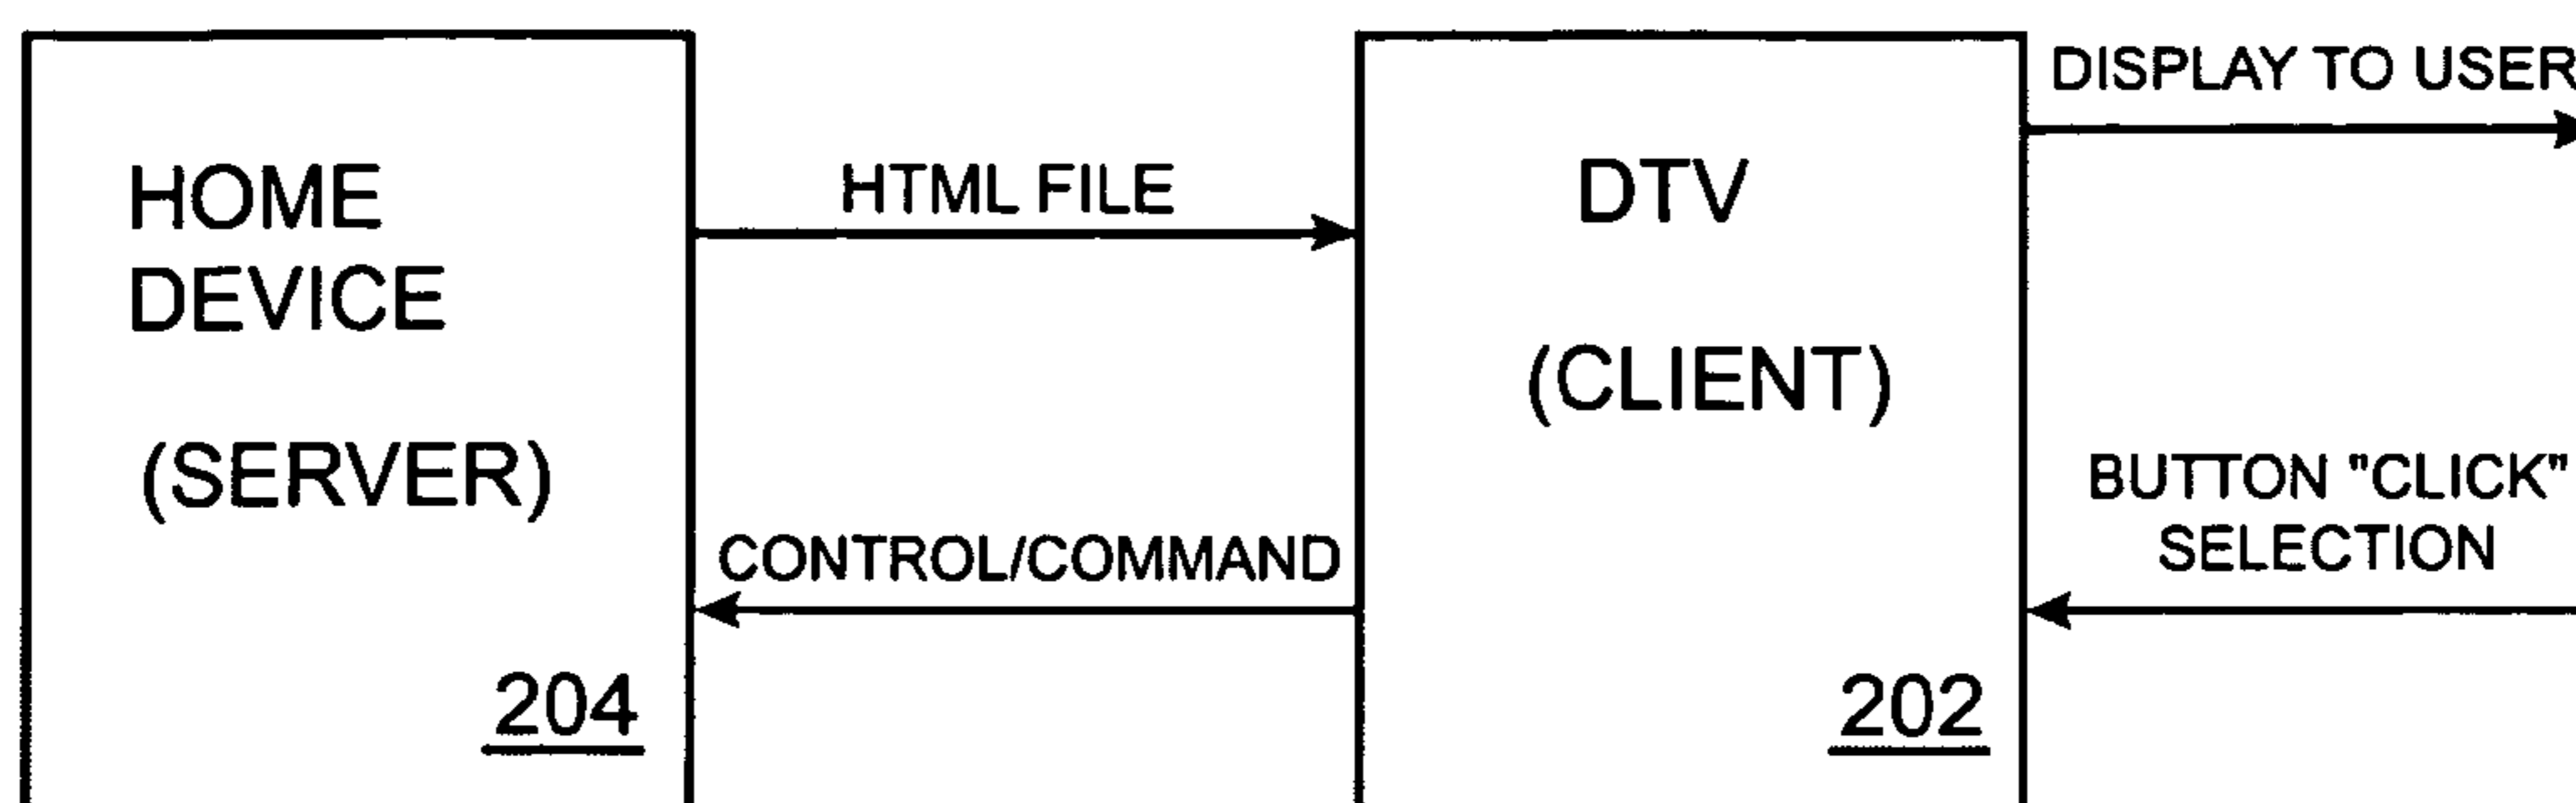 HOME
DEVICE
(SERVER)
204
HTML FILE
CONTROL/COMMAND
DTV
(CLIENT)
202
DISPLAY TO USER
BUTTON "CLICK"
SELECTION